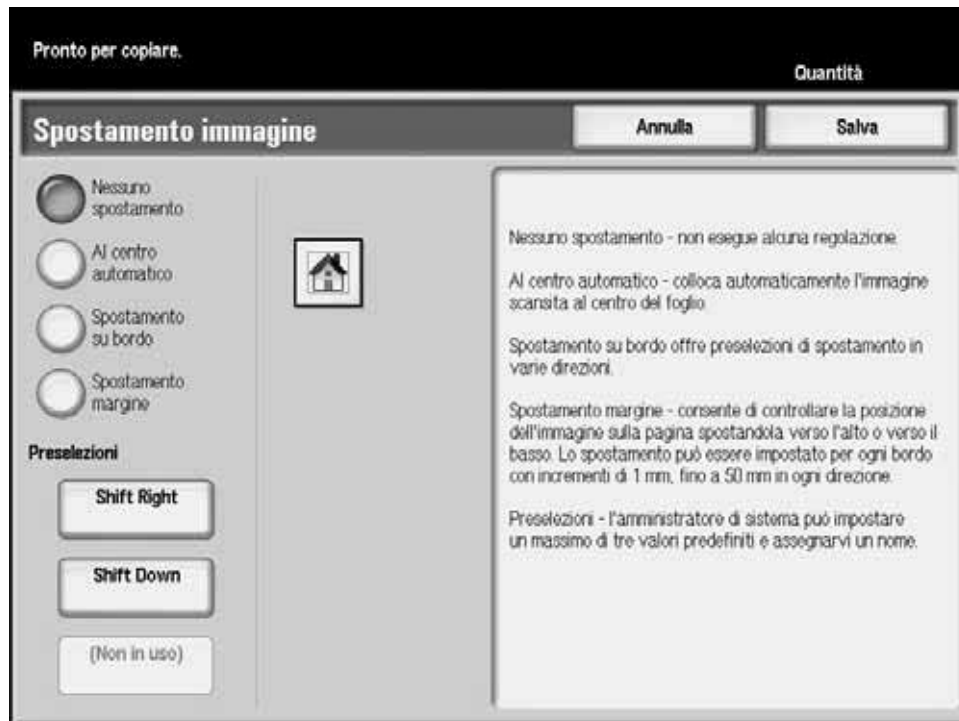 Pronto per copiare.
Quantità
Spostamento immagine
Annulla
Salva
Nessuno
spostamento
Al centro
automatico
Spostamento
su bordo
Spostamento
margine
Preselezioni
Shift Right
Shift Down
(Non in uso)
Nessuno spostamento - non esegue alcuna regolazione.
Al centro automatico - colloca automaticamente l'immagine
scansita al centro del foglio.
Spostamento su bordo offre preselezioni di spostamento in
varie direzioni.
Spostamento margine - consente di controllare la posizione
dell'immagine sulla pagina spostandola verso l'alto o verso il
basso. Lo spostamento può essere impostato per ogni bordo
con incrementi di 1 mm, fino a 50 mm in ogni direzione.
Preselezioni - l'amministratore di sistema può impostare
un massimo di tre valori predefiniti e assegnarvi un nome.